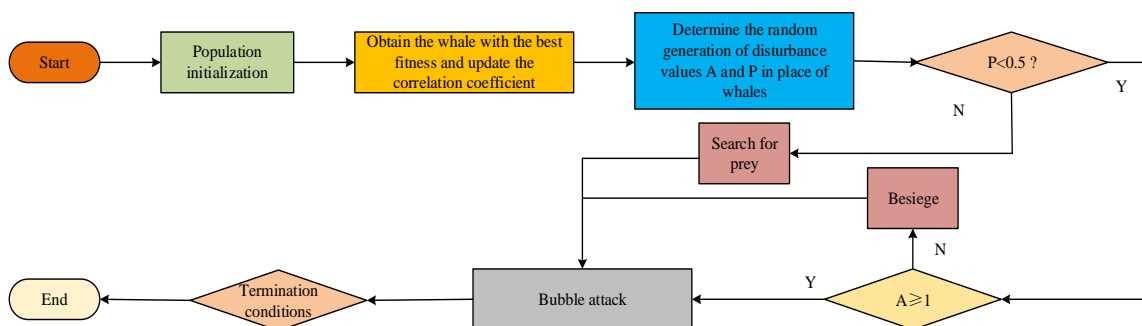 Start
Population
initialization
Obtain the whale with the best
fitness and update the
correlation coefficient
Determine the random
generation of disturbance
values A and P in place of
whales
P<0.5 ?
Y
N
Search for
prey
Besiege
N
Y
A≥1
Bubble attack
Termination
conditions
End